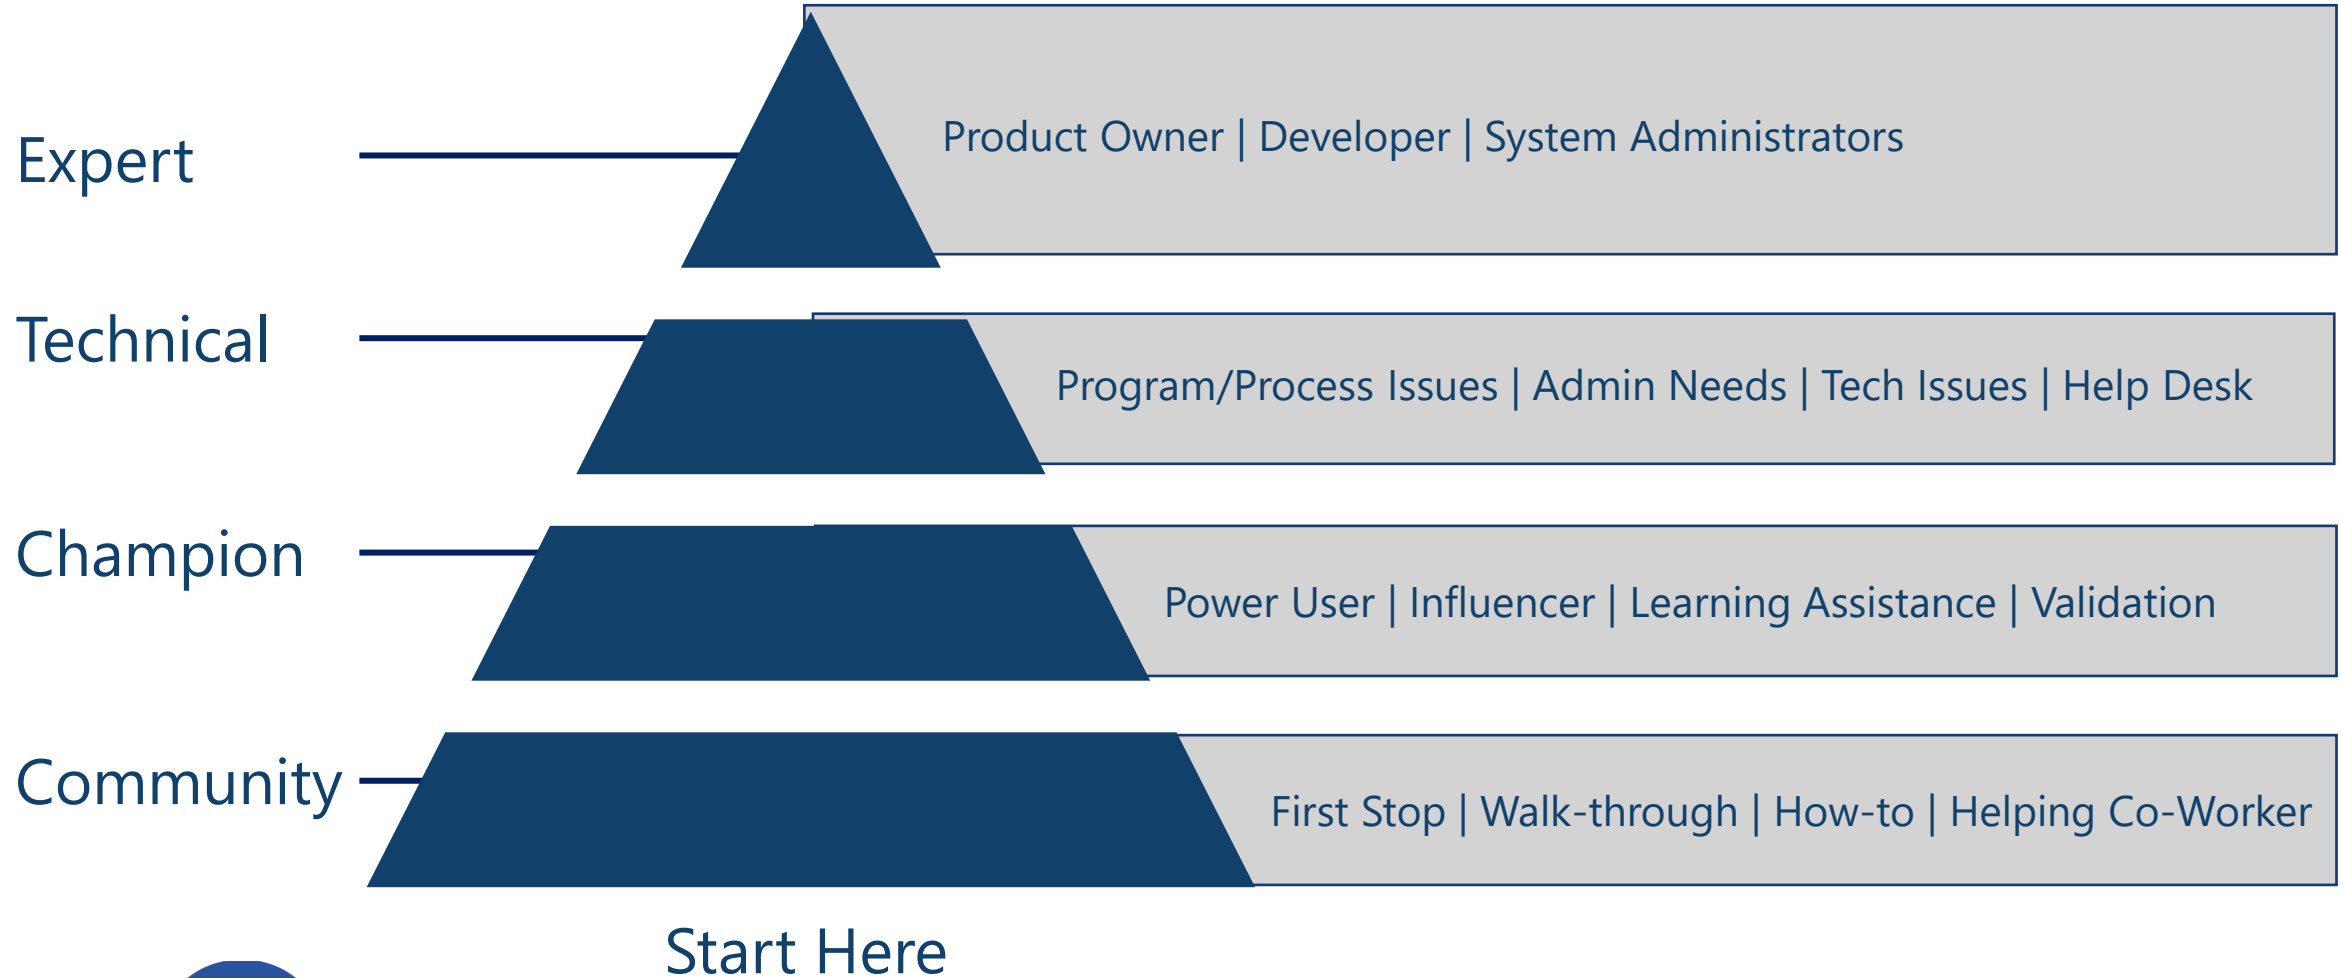 Expert
Product Owner | Developer | System Administrators
Technical
Program/Process Issues | Admin Needs | Tech Issues | Help Desk
Champion
Power User | Influencer | Learning Assistance | Validation
Community
First Stop | Walk-through | How-to | Helping Co-Worker
Start Here